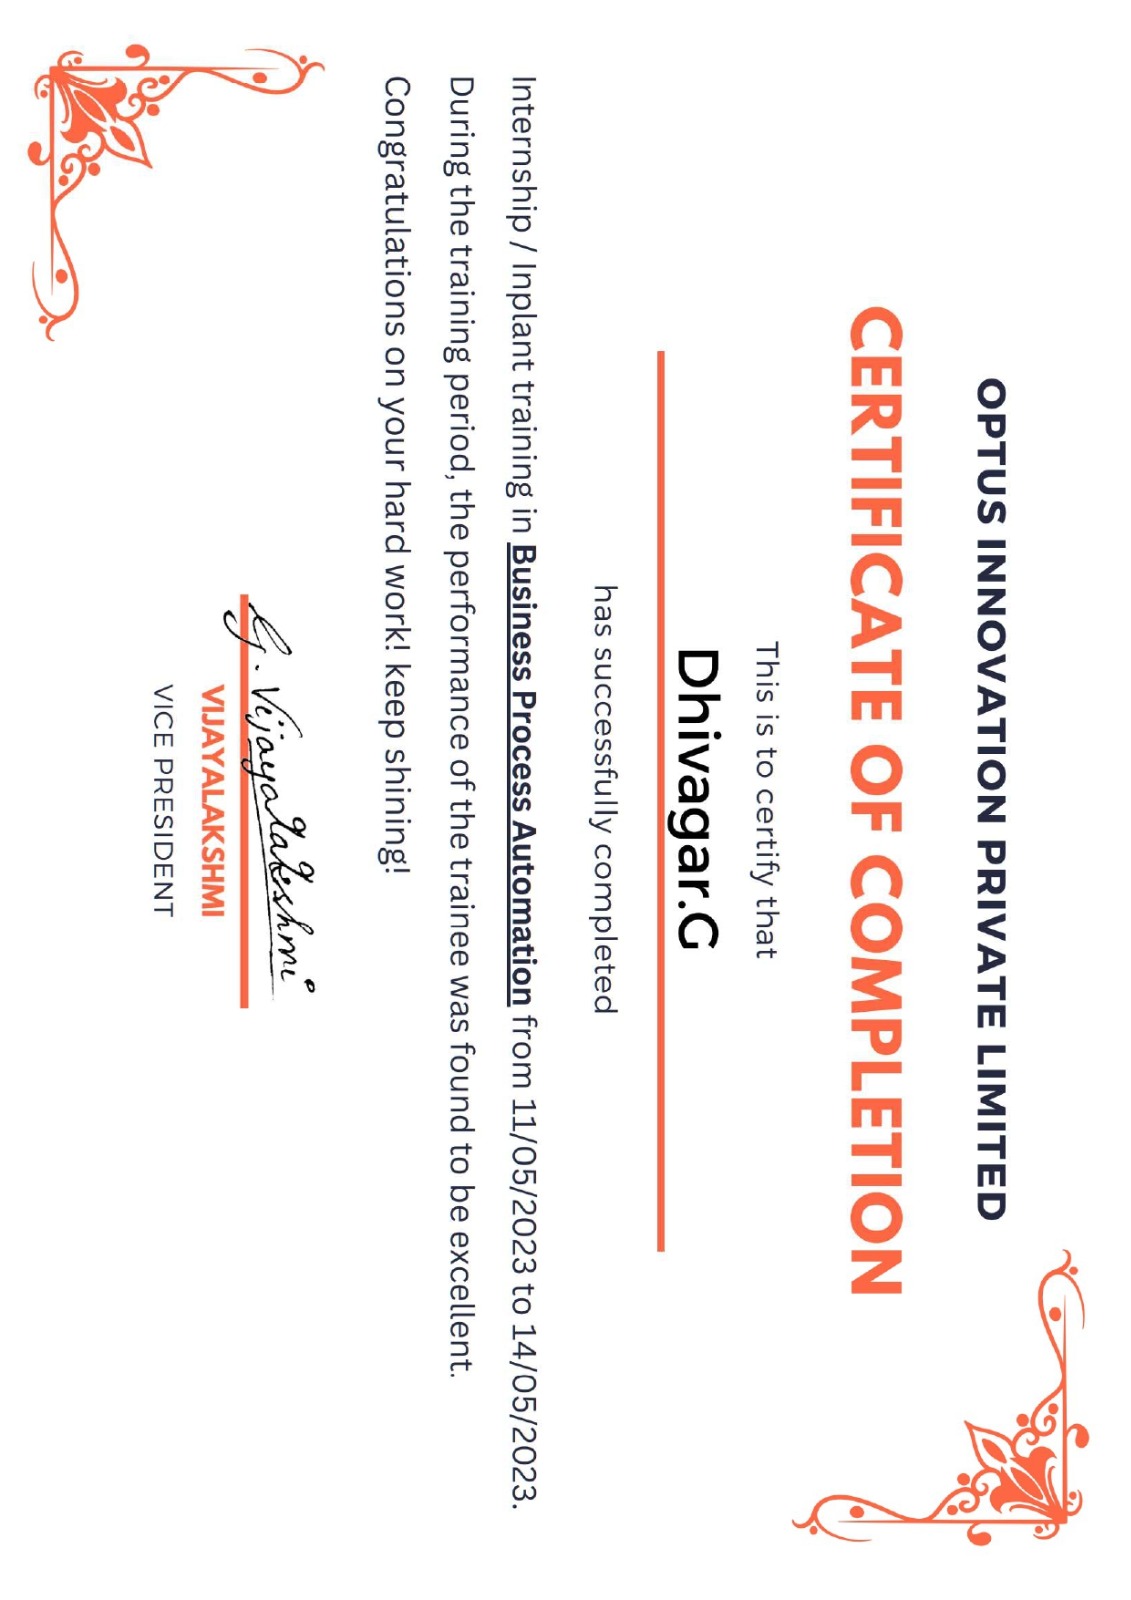 OPTUS INNOVATION PRIVATE LIMITED
CERTIFICATE OF COMPLETION
This is to certify that
Dhivagar.G
has successfully completed
Internship / Inplant training in Business Process Automation from 11/05/2023 to 14/05/2023.
During the training period, the performance of the trainee was found to be excellent.
Congratulations on your hard work! keep shining!
G. Vijayalakshmi
VIJAYALAKSHMI
VICE PRESIDENT